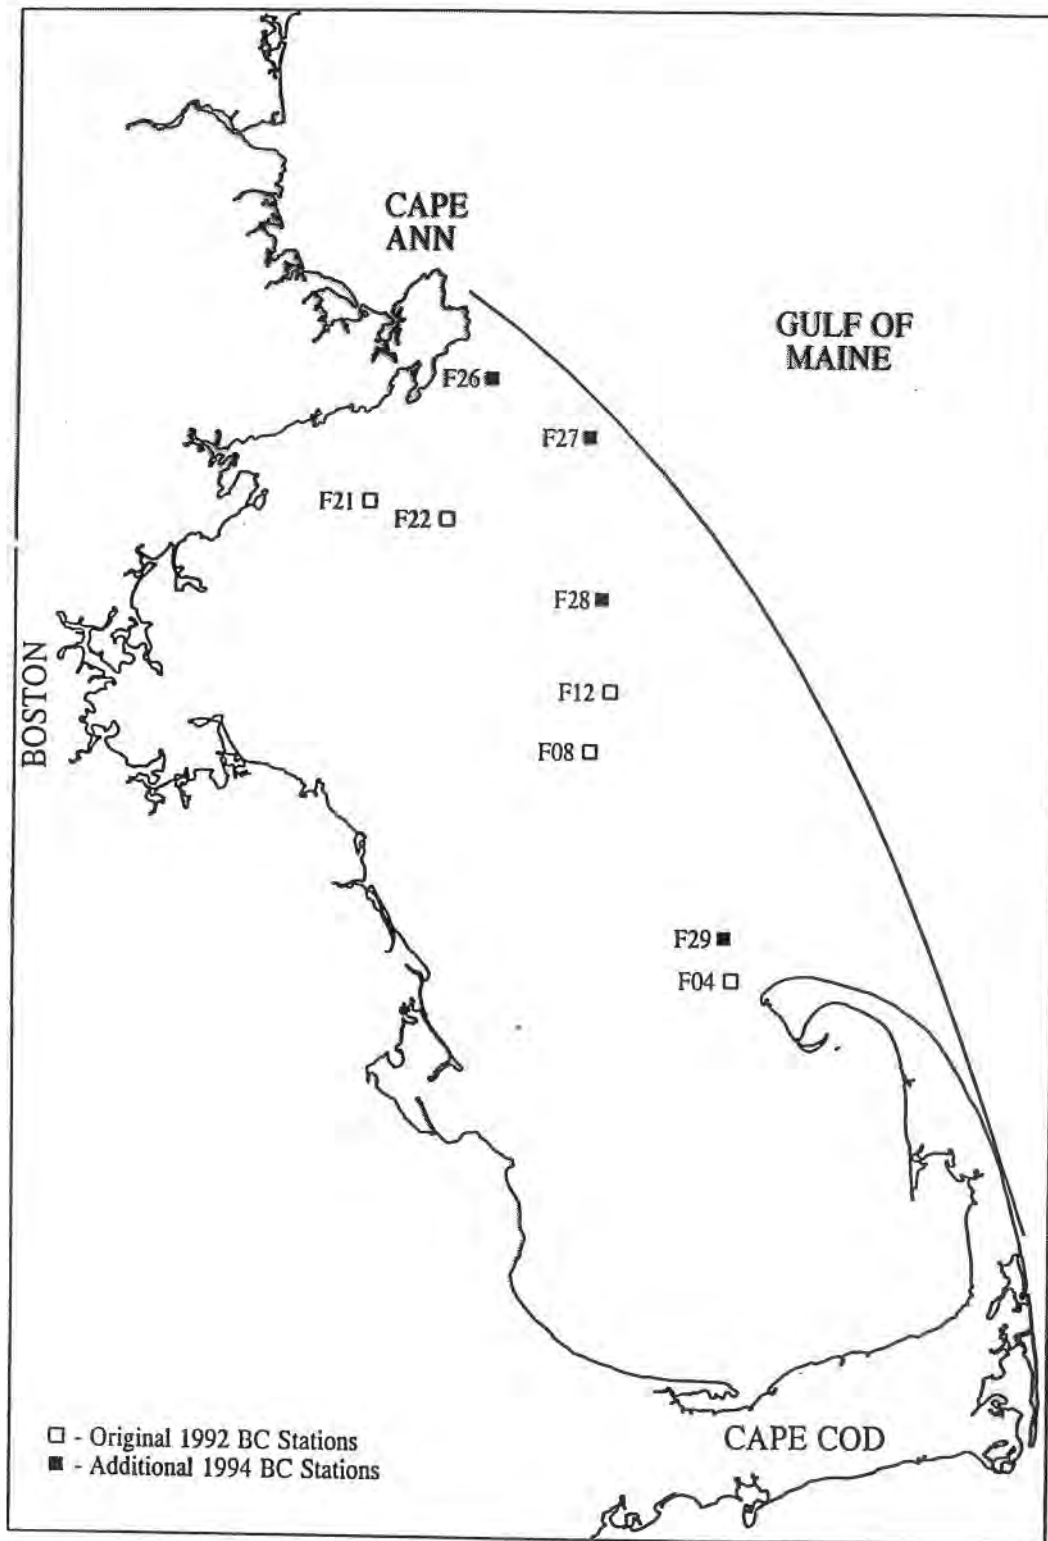 CAPE
ANN
GULF OF
MAINE
F26
F27
F21
F22
F28
F12
BOSTON
F08
F29
F04
CAPE COD
- Original 1992 BC Stations
- Additional 1994 BC Stations